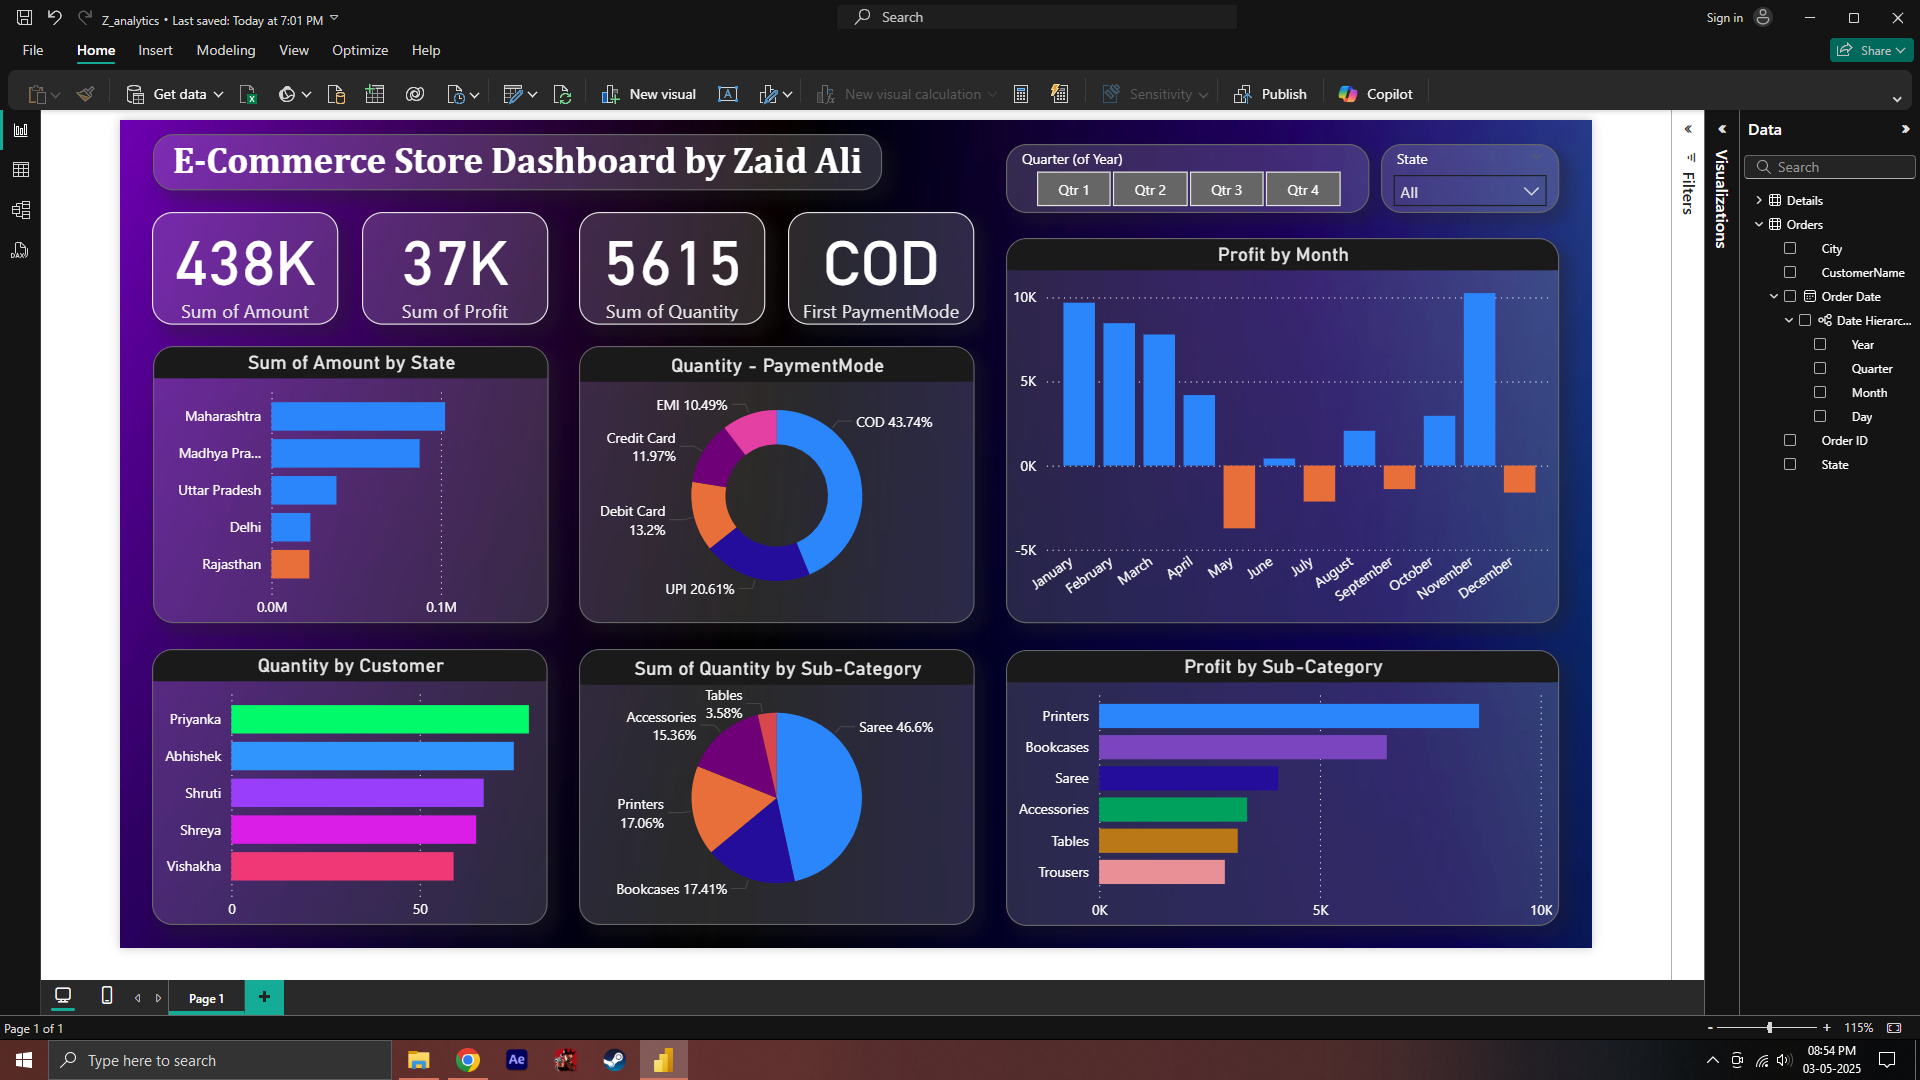 Z_analytics • Last saved: Today at 7:01 PM
Search
Sign in
File Home Insert Modeling View Optimize Help
Share
Get data
New visual
New visual calculation
Sensitivity
Publish
Copilot
E-Commerce Store Dashboard by Zaid Ali
Quarter (of Year)
Qtr 1 Qtr 2 Qtr 3 Qtr 4
State
All
438K
Sum of Amount
37K
Sum of Profit
5615
Sum of Quantity
COD
First PaymentMode
Sum of Amount by State
Maharashtra
Madhya Pra...
Uttar Pradesh
Delhi
Rajasthan
0.0M 0.1M
Quantity - PaymentMode
EMI 10.49%
COD 43.74%
Credit Card
11.97%
Debit Card
13.2%
UPI 20.61%
Profit by Month
10K
5K
0K
-5K
January February March April May June July August September October November December
Quantity by Customer
Priyanka
Abhishek
Shruti
Shreya
Vishakha
0 50
Sum of Quantity by Sub-Category
Tables
3.58%
Accessories
15.36%
Saree 46.6%
Printers
17.06%
Bookcases 17.41%
Profit by Sub-Category
Printers
Bookcases
Saree
Accessories
Tables
Trousers
0K 5K 10K
Filters
Visualizations
Data
Search
Details
Orders
City
CustomerName
Order Date
Date Hierarc...
Year
Quarter
Month
Day
Order ID
State
Page 1
+
Page 1 of 1
- + 115%
Type here to search
Ae
08:54 PM
03-05-2025